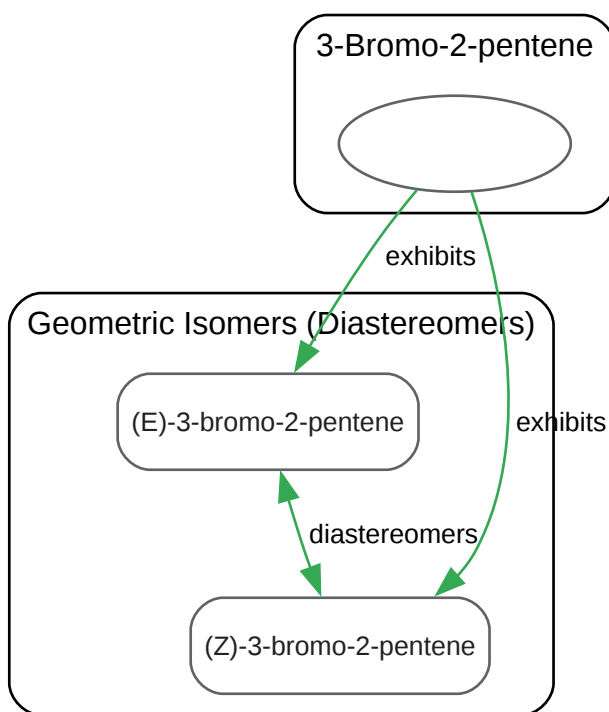 3-Bromo-2-pentene
exhibits
Geometric Isomers (Diastereomers)
(E)-3-bromo-2-pentene
exhibits
diastereomers
(Z)-3-bromo-2-pentene